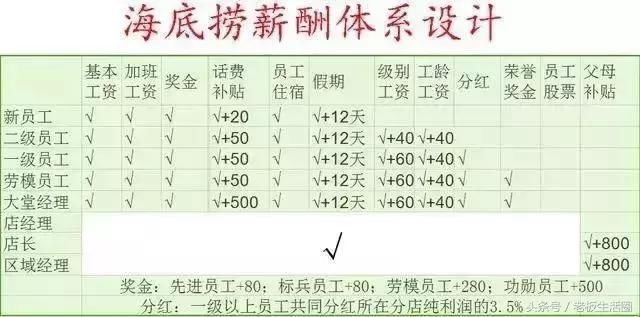 海底捞薪酬体系设计
基本工资 加班工资 奖金 话费补贴 员工住宿 假期 级别工资 工龄工资 分红 荣誉奖金 员工股票 父母补贴
新员工 √ √ √ √+20 √ √+12天
二级员工 √ √ √ √+50 √ √+12天 √+40 √+40
一级员工 √ √ √ √+50 √ √+12天 √+60 √+40 √
劳模员工 √ √ √ √+50 √ √+12天 √+60 √+40 √ √
大堂经理 √ √ √ √+500 √ √+12天 √+60 √+40 √ √
店经理
店长 √ √+800
区域经理 √+800
奖金：先进员工+80；标兵员工+80；劳模员工+280；功勋员工+500
分红：一级以上员工共同分红所在分店纯利润的3.5%
头条号／老板生活圈